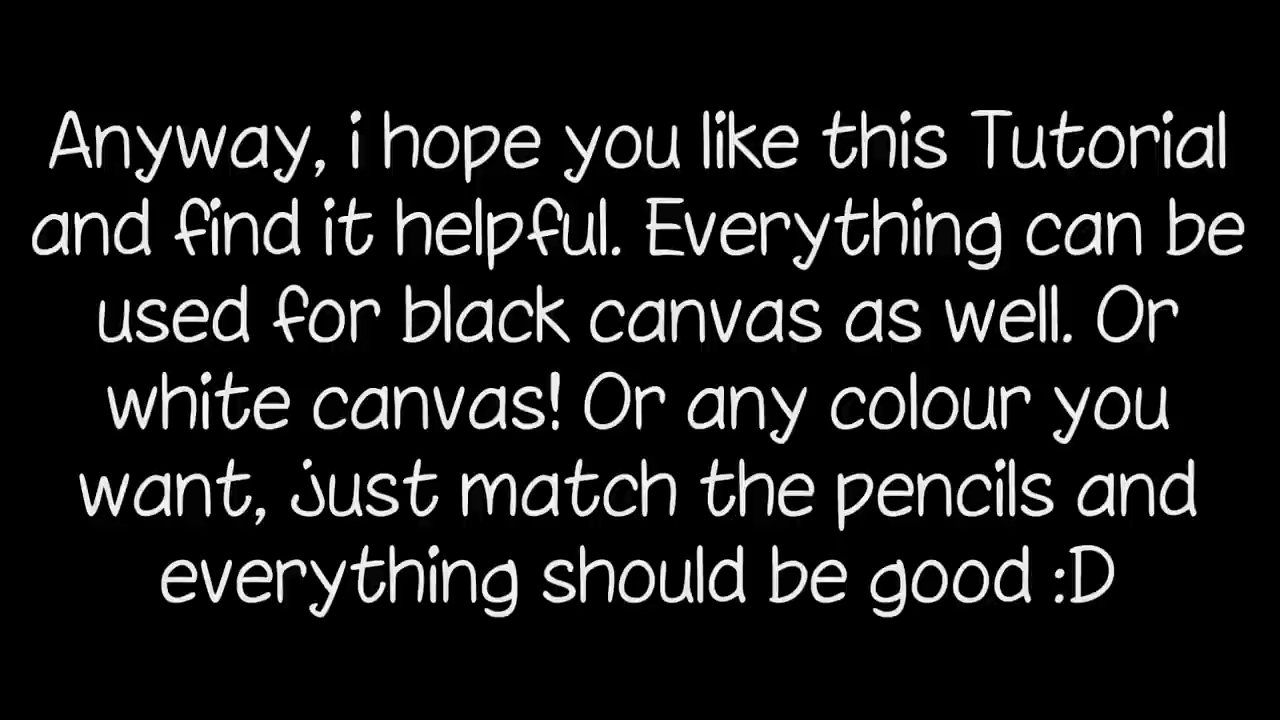 Anyway, i hope you like this Tutorial
and find it helpful. Everything can be
used for black canvas as well. Or
white canvas! Or any colour you
want, just match the pencils and
everything should be good :D